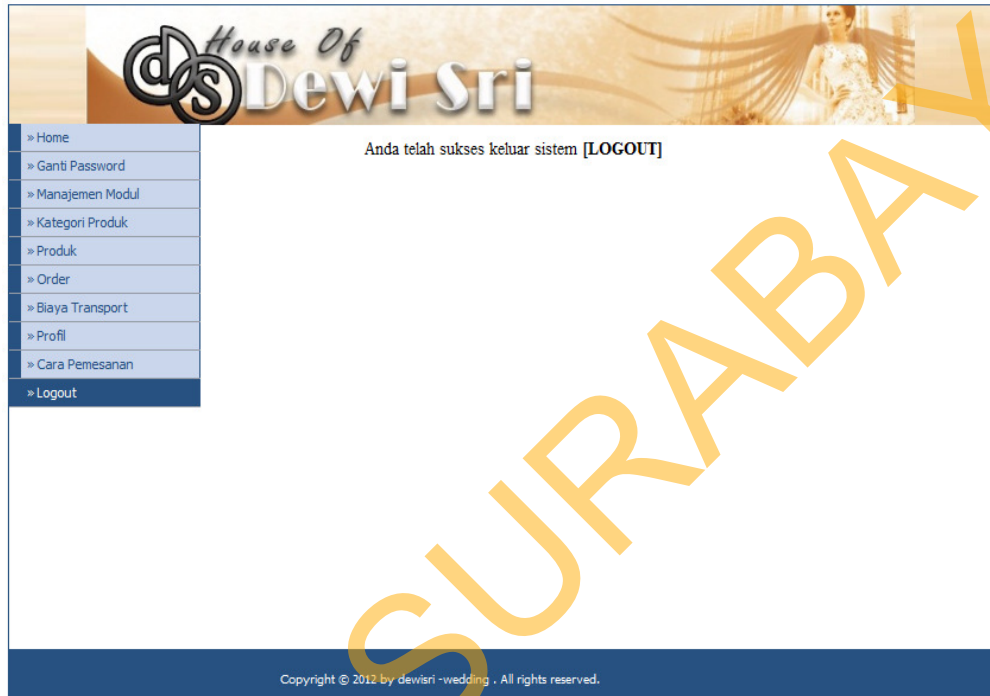 House Of
dws Dewi Sri
» Home
» Ganti Password
» Manajemen Modul
» Kategori Produk
» Produk
» Order
» Biaya Transport
» Profil
» Cara Pemesanan
» Logout
Anda telah sukses keluar sistem [LOGOUT]
SURABAY
Copyright © 2012 by dewisri -wedding . All rights reserved.